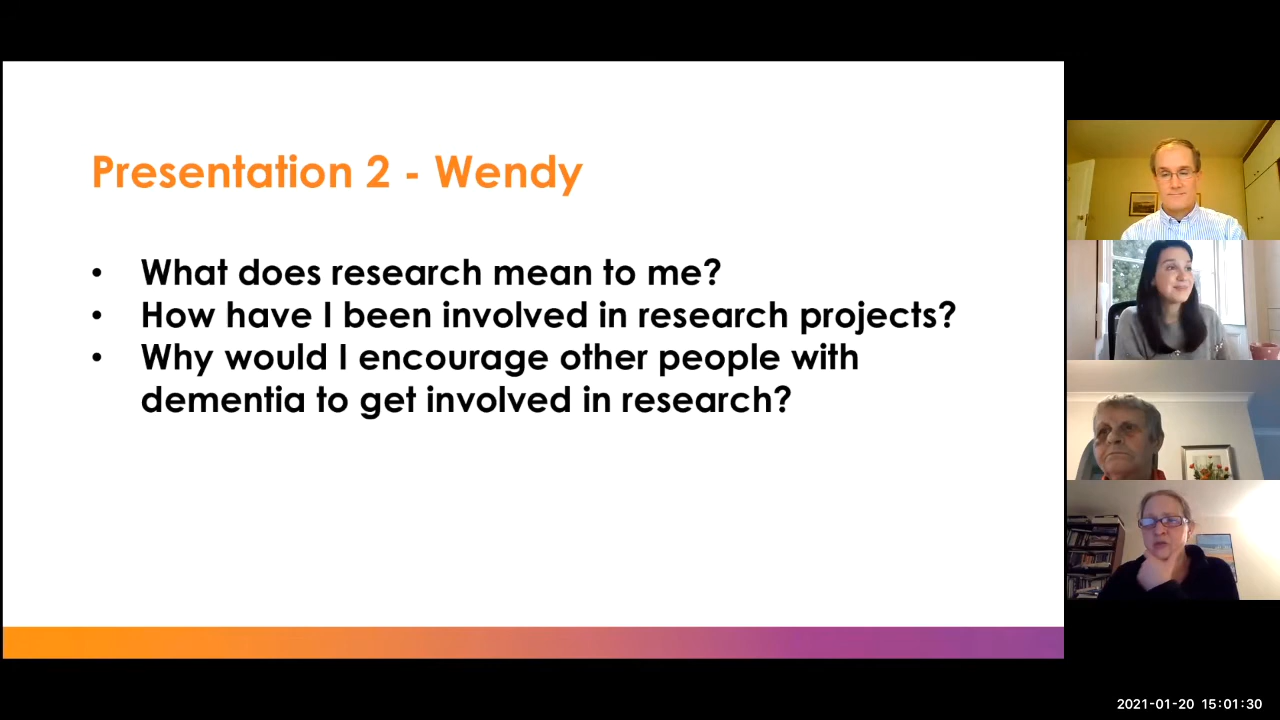 Presentation 2 - Wendy
• What does research mean to me?
• How have I been involved in research projects?
• Why would I encourage other people with
dementia to get involved in research?
2021-01-20 15:01:30